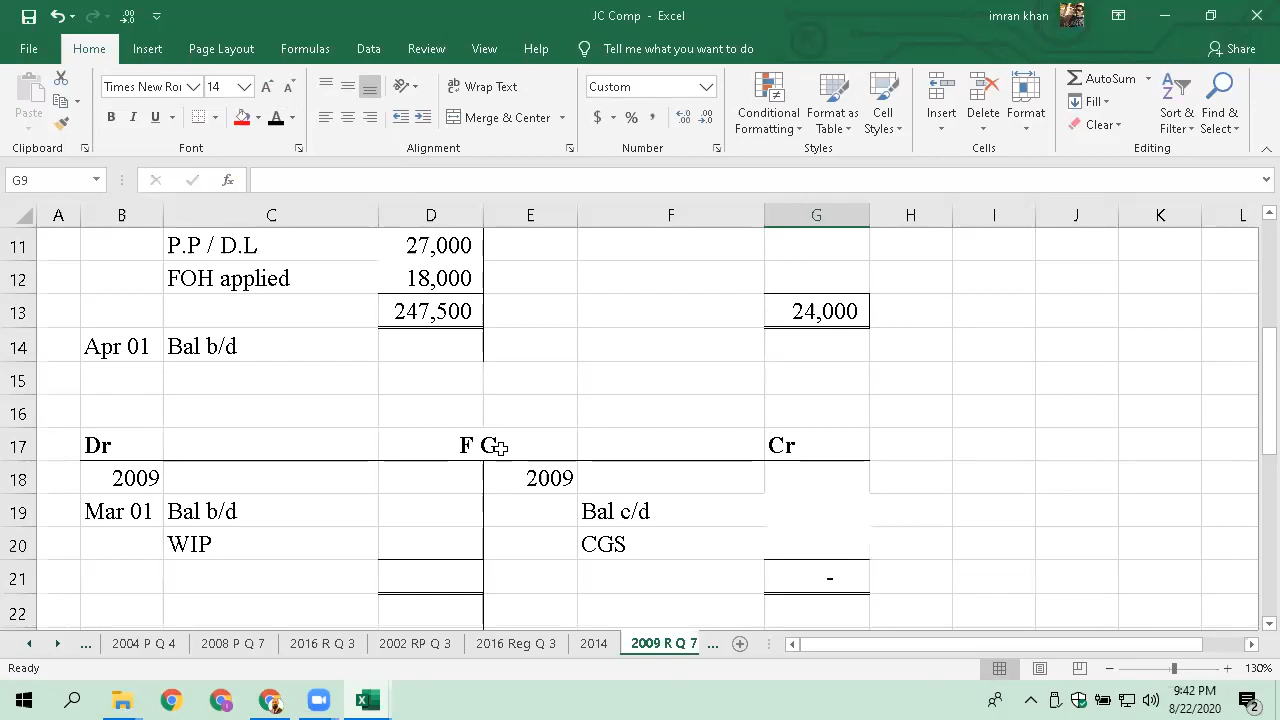 JC Comp - Excel
imran khan
File Home Insert Page Layout Formulas Data Review View Help Tell me what you want to do Share
Paste
Times New Roi 14
B I U A
Wrap Text
Merge & Center
Custom
$ % ,
Conditional Formatting
Format as Table
Cell Styles
Insert Delete Format
AutoSum
Fill
Clear
Sort & Filter
Find & Select
Clipboard Font Alignment Number Styles Cells Editing
G9 fx
A B C D E F G H I J K L
11 P.P / D.L 27,000
12 FOH applied 18,000
13 247,500 24,000
14 Apr 01 Bal b/d
15
16
17 Dr F G Cr
18 2009 2009
19 Mar 01 Bal b/d Bal c/d
20 WIP CGS
21 -
22
... 2004 P Q 4 2008 P Q 7 2016 R Q 3 2002 RP Q 3 2016 Reg Q 3 2014 2009 R Q 7 ...
Ready 130%
9:42 PM
8/22/2020
2